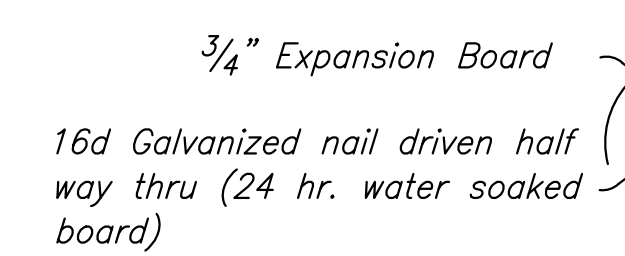 3/4" Expansion Board
16d Galvanized nail driven half
way thru (24 hr. water soaked
board)